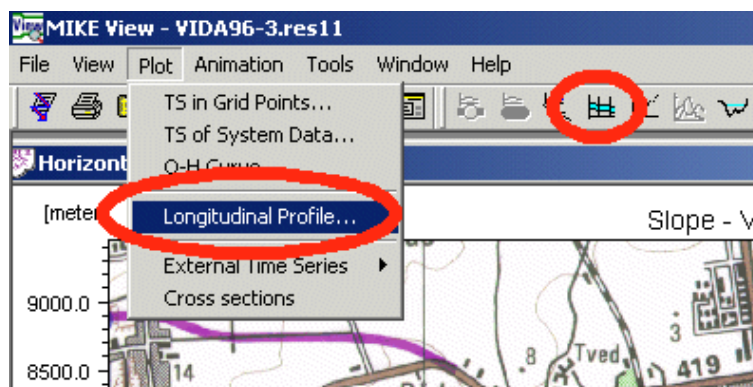 MIKE View - VIDA96-3.res11
File View Plot Animation Tools Window Help
TS in Grid Points...
TS of System Data...
Q-H Curve
Horizont
Longitudinal Profile...
[meter
Slope - V
External Time Series
Cross sections
9000.0
8500.0
3
8
Tved
419
14